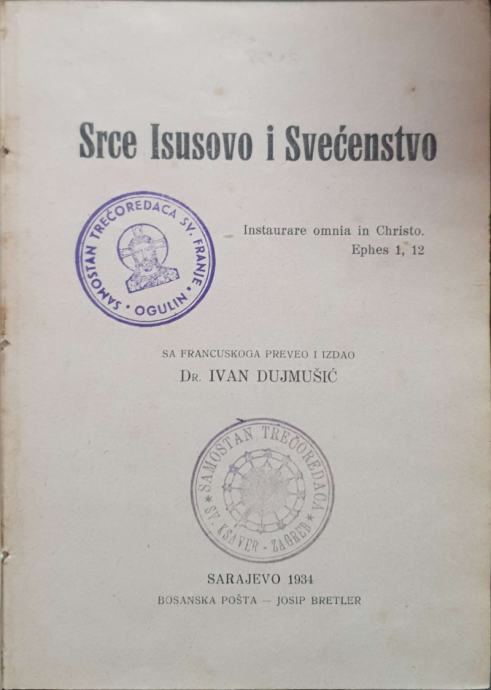 Srce Isusovo i Svećenstvo
Instaurare omnia in Christo.
Ephes 1, 12
SAMOSTAN TREĆOREDACA SV. FRANJE
• OGULIN •
SA FRANCUSKOGA PREVEO I IZDAO
DR. IVAN DUJMUŠIĆ
* SAMOSTAN TREĆOREDACA *
SV. KSAVER - ZAGREB
SARAJEVO 1934
BOSANSKA POŠTA — JOSIP BRETLER